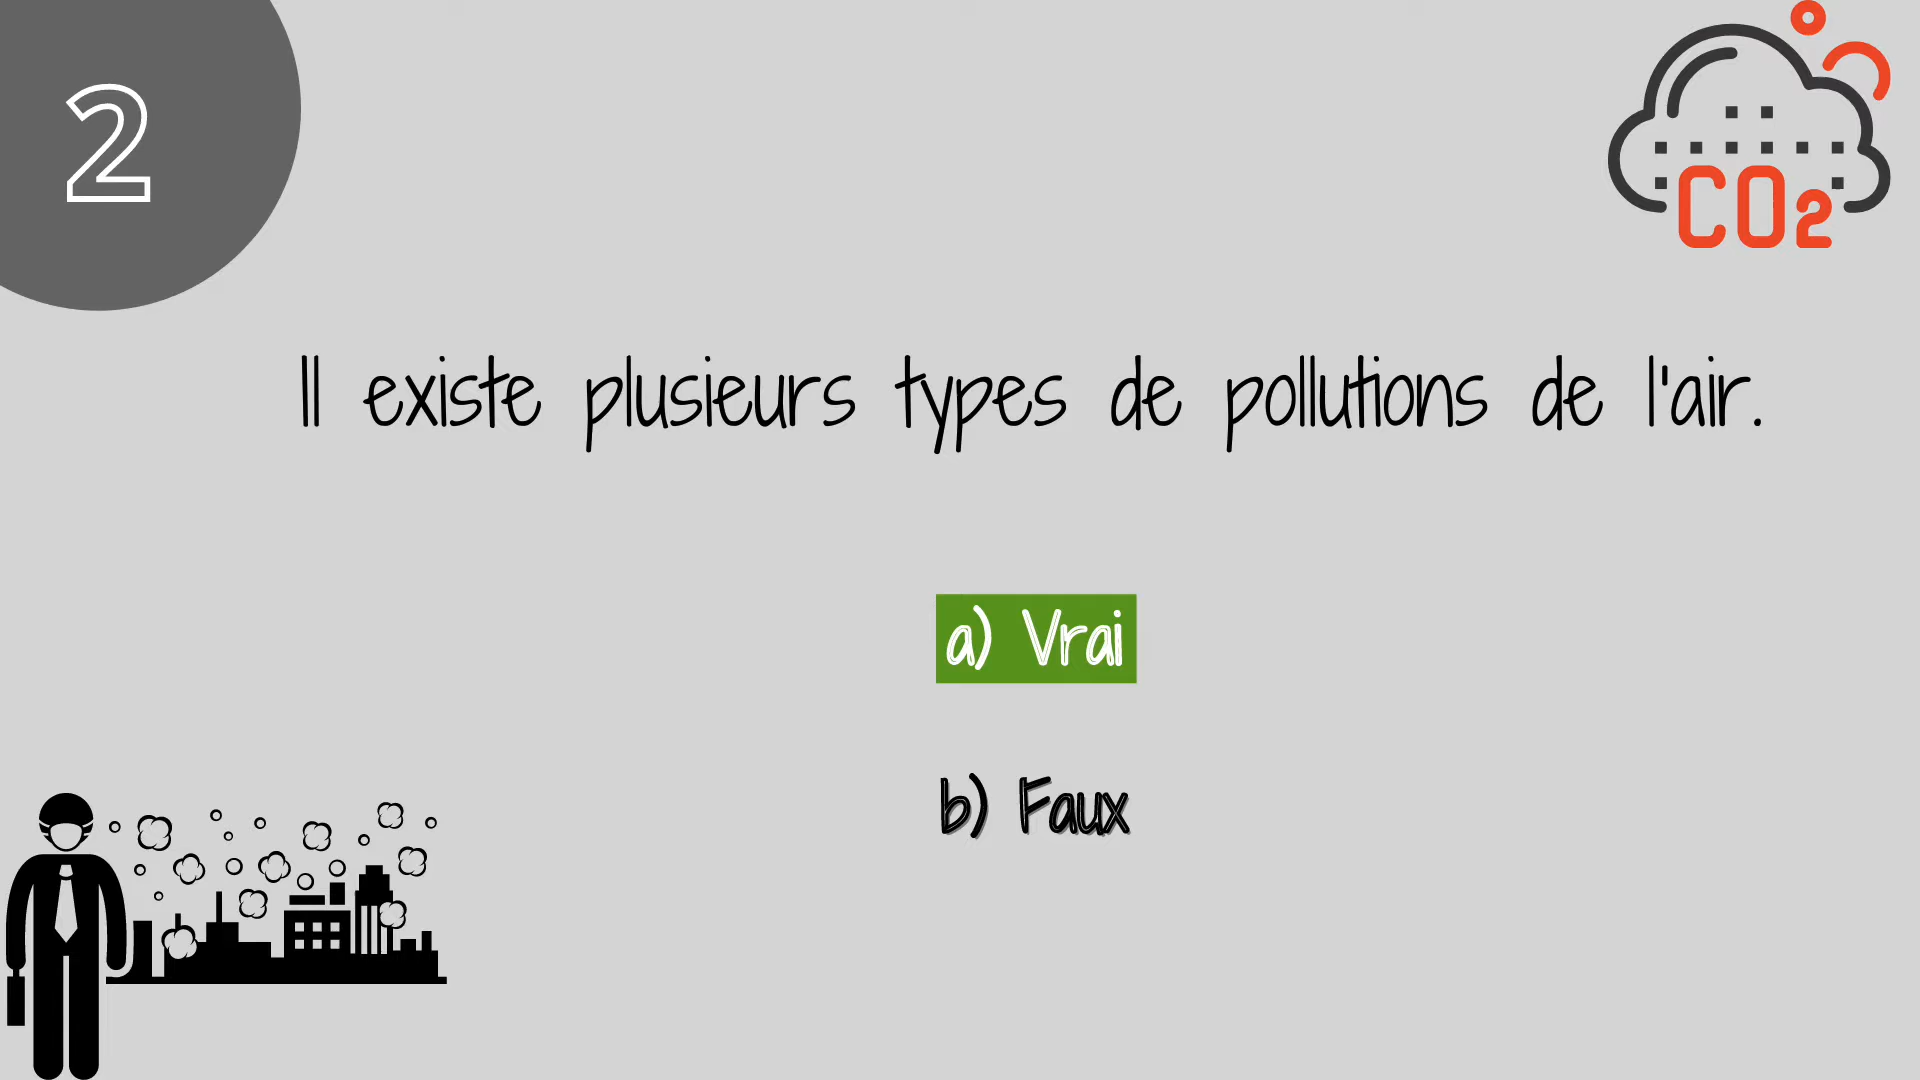 2
CO2
Il existe plusieurs types de pollutions de l'air.
a) Vrai
b) Faux